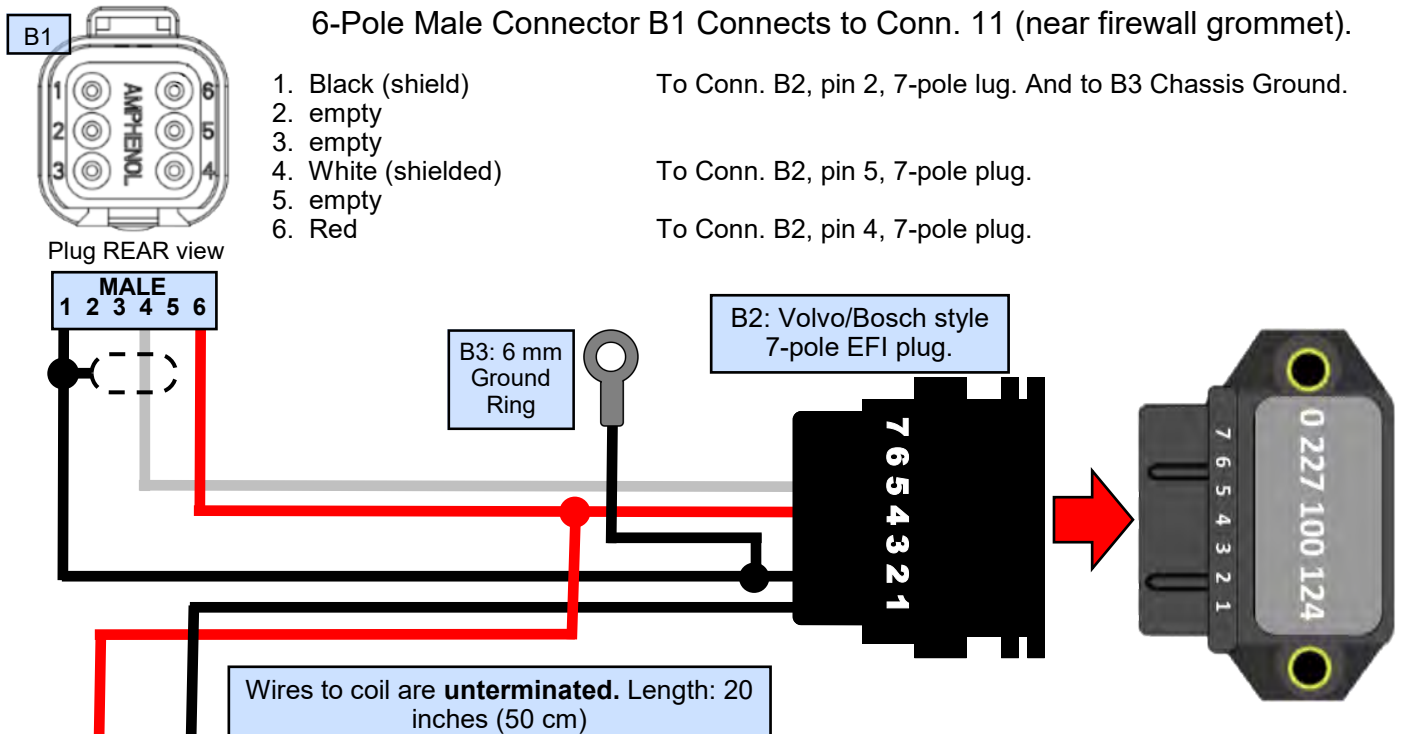 B1
6-Pole Male Connector B1 Connects to Conn. 11 (near firewall grommet).
1 AMPHENOL 6
2 5
3 4
Plug REAR view
1. Black (shield) To Conn. B2, pin 2, 7-pole lug. And to B3 Chassis Ground.
2. empty
3. empty
4. White (shielded) To Conn. B2, pin 5, 7-pole plug.
5. empty
6. Red To Conn. B2, pin 4, 7-pole plug.
MALE
1 2 3 4 5 6
B3: 6 mm
Ground
Ring
B2: Volvo/Bosch style
7-pole EFI plug.
7 6 5 4 3 2 1
7 6 5 4 3 2 1
0 227 100 124
Wires to coil are unterminated. Length: 20
inches (50 cm)